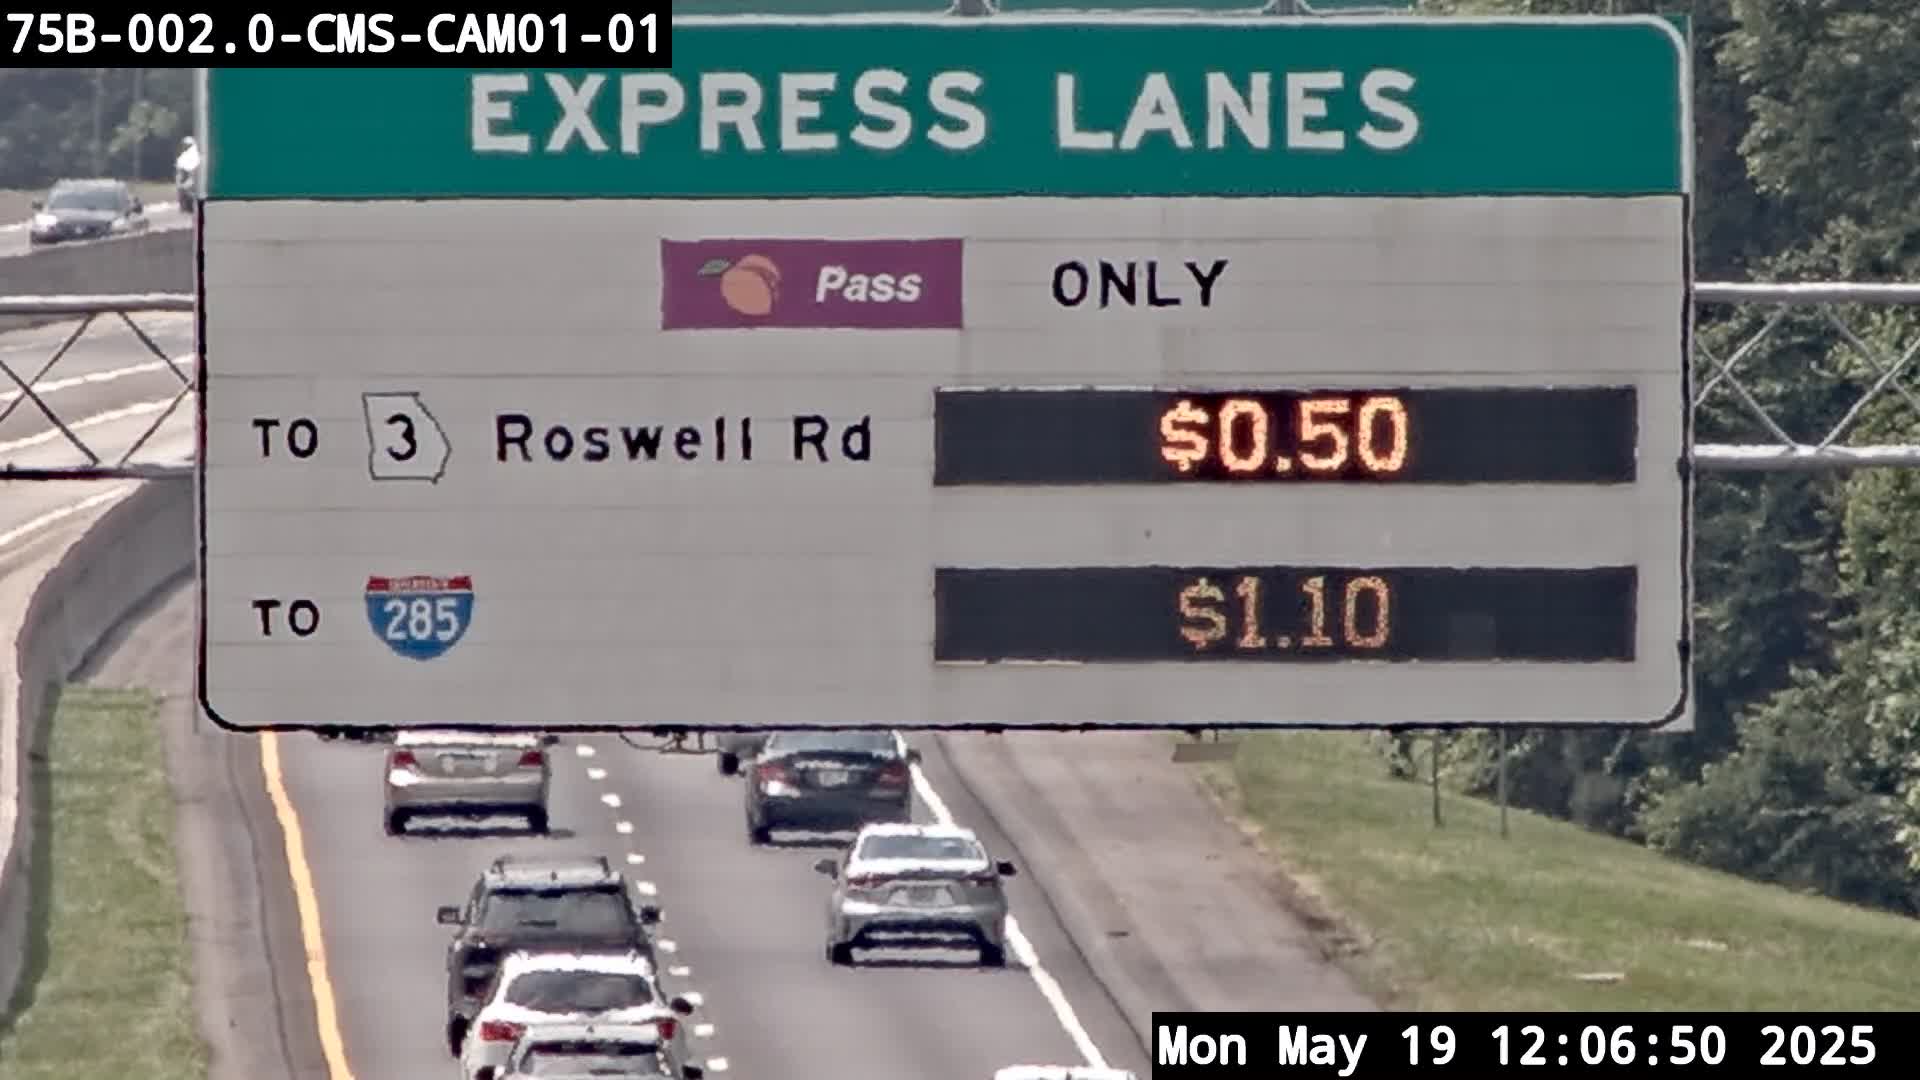 75B-002.0-CMS-CAM01-01
EXPRESS LANES
Pass ONLY
TO 3 Roswell Rd $0.50
TO 285 $1.10
Mon May 19 12:06:50 2025